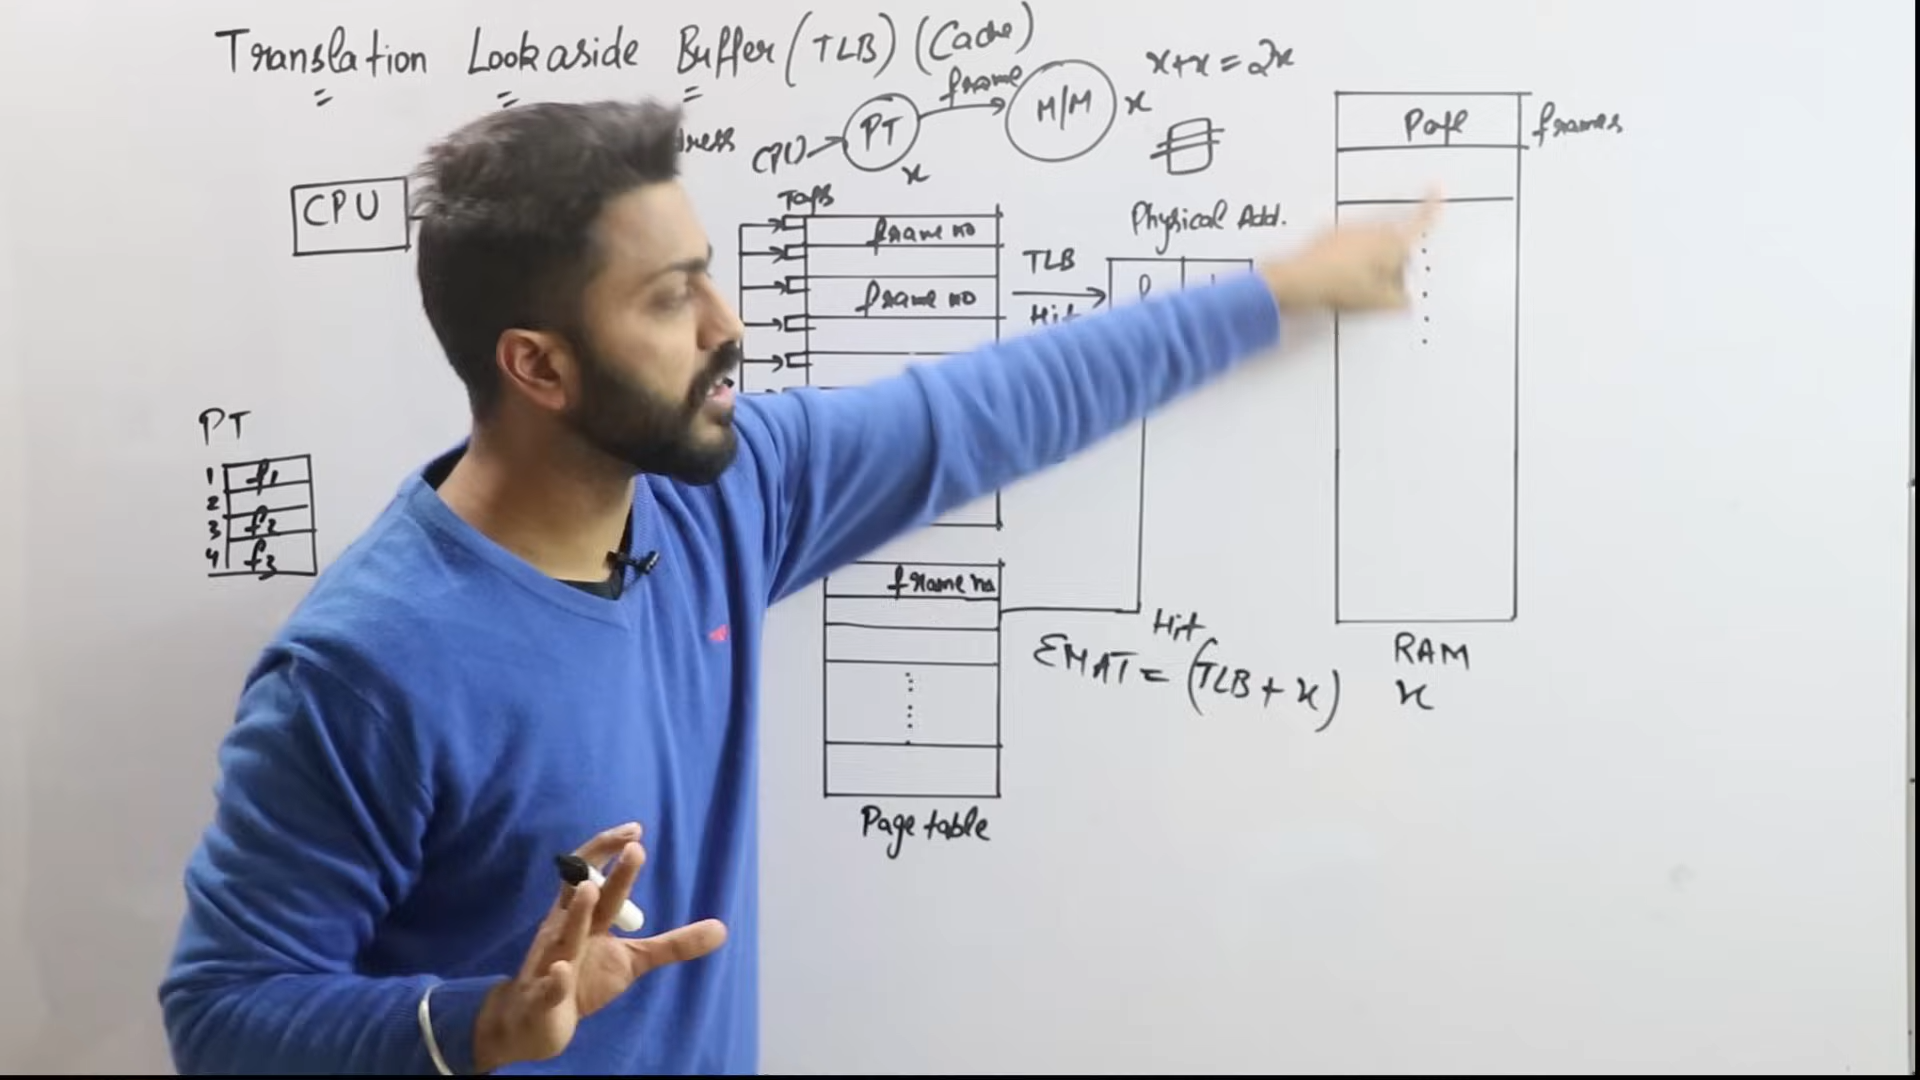 Translation Lookaside Buffer (TLB) (Cache)
CPU → PT frame → M/M x
x
x+x=2x
Page
frames
dress
CPU
Tags
frame no
frame no
TLB
Hit
Physical Add.
PT
1 f1
2
3 f2
4 f3
frame no
Page table
Hit
EMAT = (TLB + x)
RAM
x